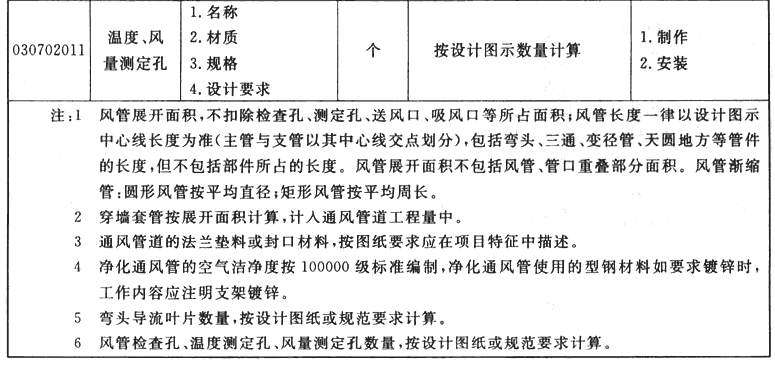 030702011
温度、风
量测定孔
1. 名称
2. 材质
3. 规格
4. 设计要求
个
按设计图示数量计算
1. 制作
2. 安装
注:1 风管展开面积,不扣除检查孔、测定孔、送风口、吸风口等所占面积;风管长度一律以设计图示
中心线长度为准(主管与支管以其中心线交点划分),包括弯头、三通、变径管、天圆地方等管件
的长度,但不包括部件所占的长度。风管展开面积不包括风管、管口重叠部分面积。风管渐缩
管:圆形风管按平均直径;矩形风管按平均周长。
2 穿墙套管按展开面积计算,计人通风管道工程量中。
3 通风管道的法兰垫料或封口材料,按图纸要求应在项目特征中描述。
4 净化通风管的空气洁净度按 100000 级标准编制,净化通风管使用的型钢材料如要求镀锌时,
工作内容应注明支架镀锌。
5 弯头导流叶片数量,按设计图纸或规范要求计算。
6 风管检查孔、温度测定孔、风量测定孔数量,按设计图纸或规范要求计算。